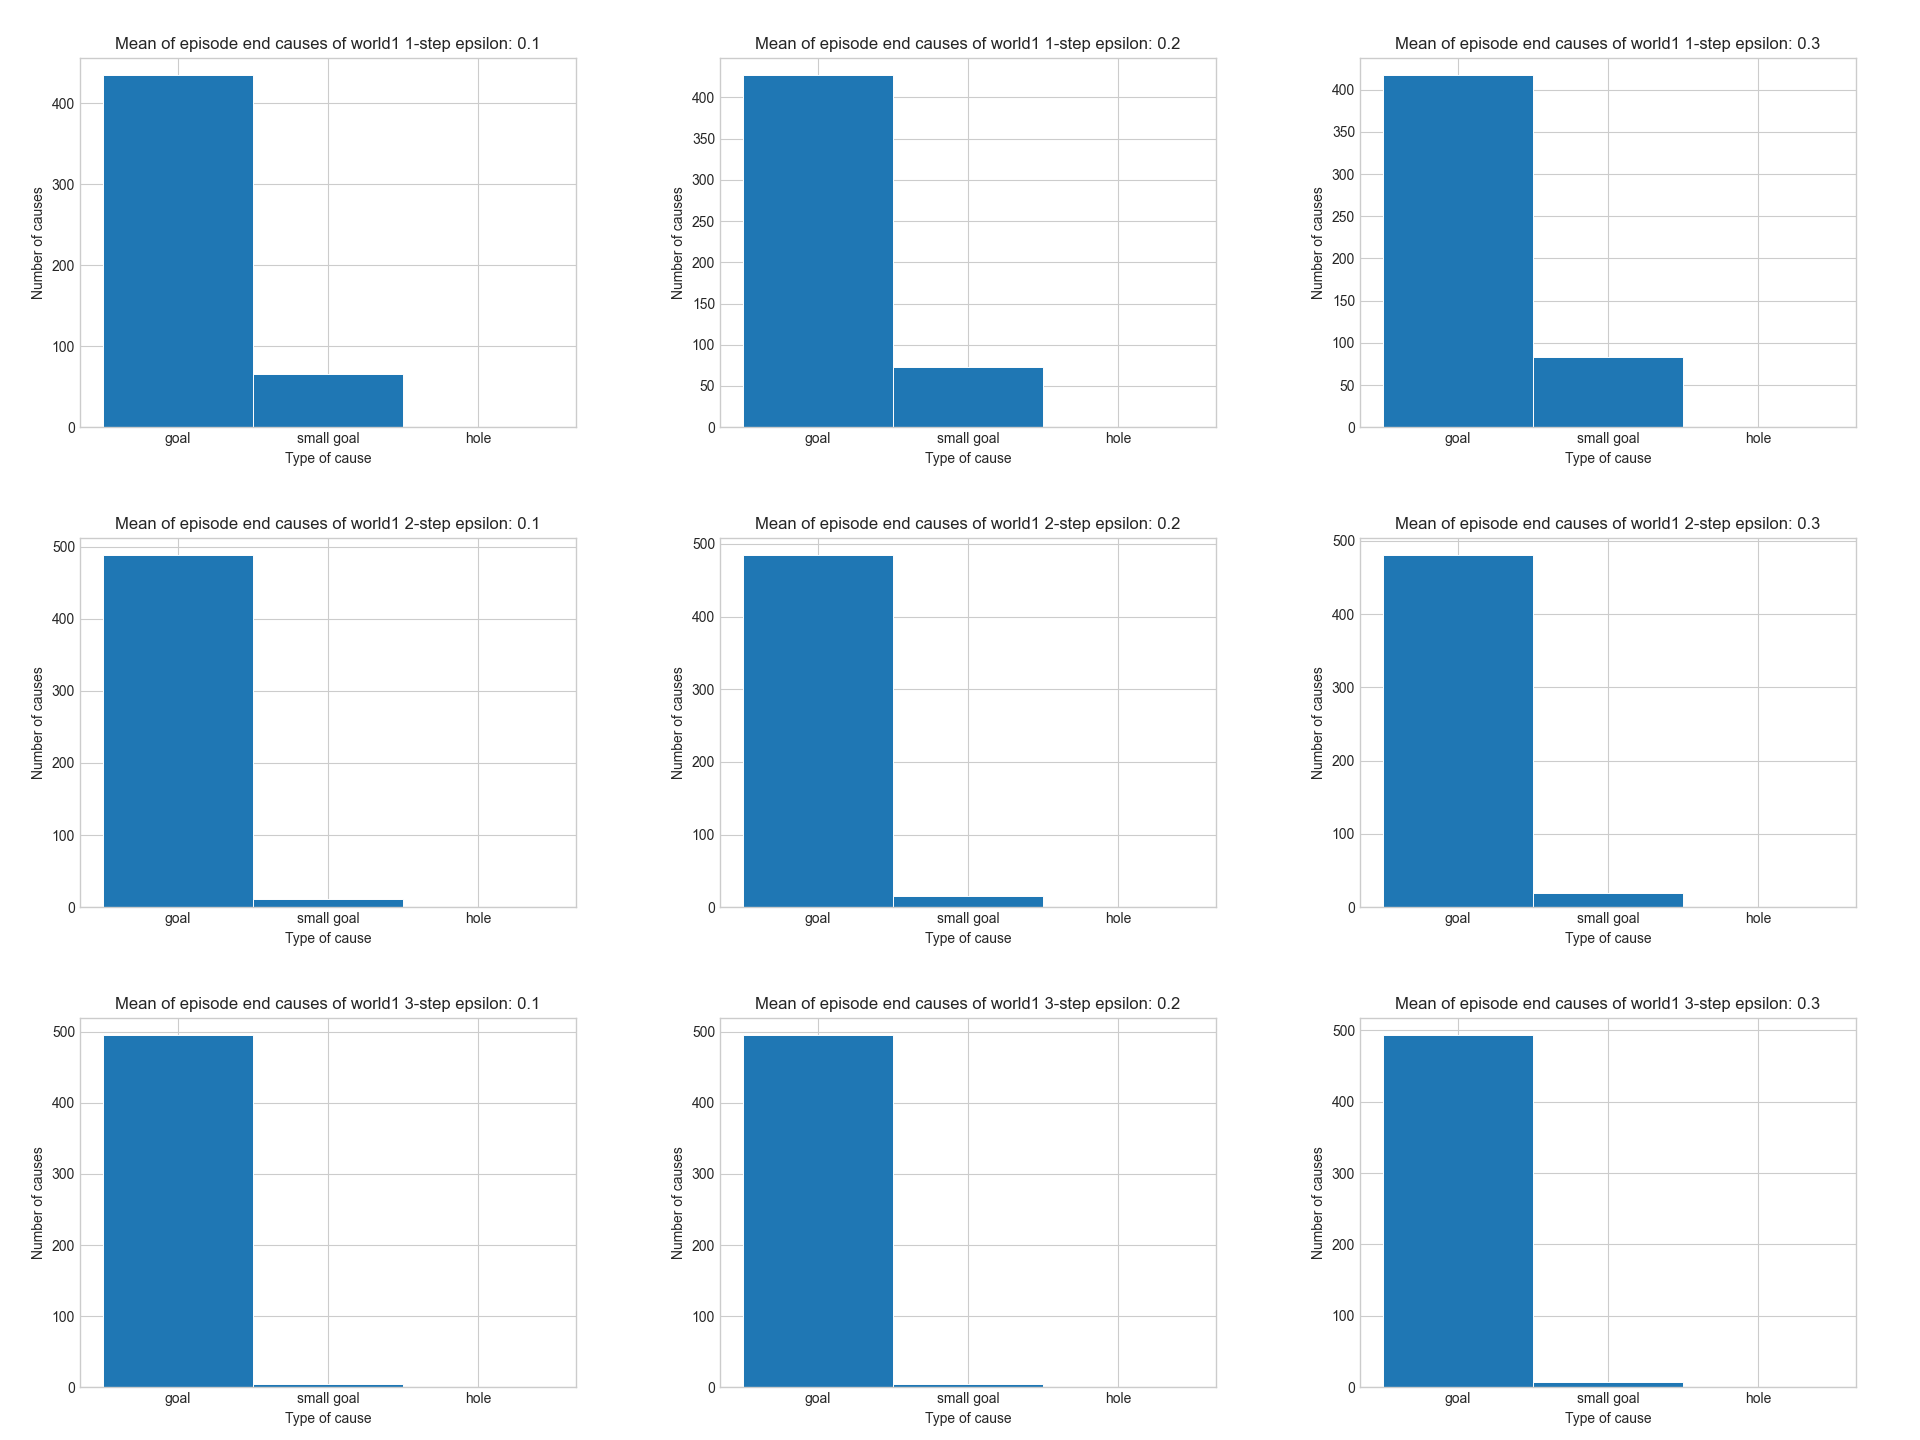 Mean of episode end causes of world1 1-step epsilon: 0.1
400
300
200
100
0
Number of causes
goal small goal hole
Type of cause
Mean of episode end causes of world1 1-step epsilon: 0.2
400
350
300
250
200
150
100
50
0
Number of causes
goal small goal hole
Type of cause
Mean of episode end causes of world1 1-step epsilon: 0.3
400
350
300
250
200
150
100
50
0
Number of causes
goal small goal hole
Type of cause
Mean of episode end causes of world1 2-step epsilon: 0.1
500
400
300
200
100
0
Number of causes
goal small goal hole
Type of cause
Mean of episode end causes of world1 2-step epsilon: 0.2
500
400
300
200
100
0
Number of causes
goal small goal hole
Type of cause
Mean of episode end causes of world1 2-step epsilon: 0.3
500
400
300
200
100
0
Number of causes
goal small goal hole
Type of cause
Mean of episode end causes of world1 3-step epsilon: 0.1
500
400
300
200
100
0
Number of causes
goal small goal hole
Type of cause
Mean of episode end causes of world1 3-step epsilon: 0.2
500
400
300
200
100
0
Number of causes
goal small goal hole
Type of cause
Mean of episode end causes of world1 3-step epsilon: 0.3
500
400
300
200
100
0
Number of causes
goal small goal hole
Type of cause